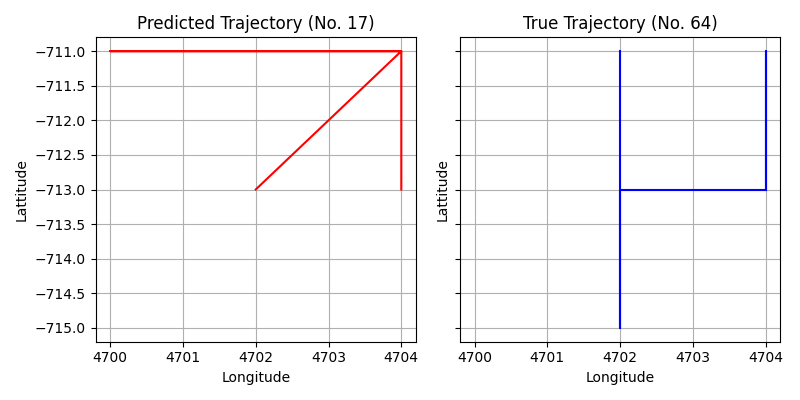 Predicted Trajectory (No. 17)
True Trajectory (No. 64)
Lattitude
−711.0
−711.5
−712.0
−712.5
−713.0
−713.5
−714.0
−714.5
−715.0
4700 4701 4702 4703 4704
Longitude
Lattitude
4700 4701 4702 4703 4704
Longitude